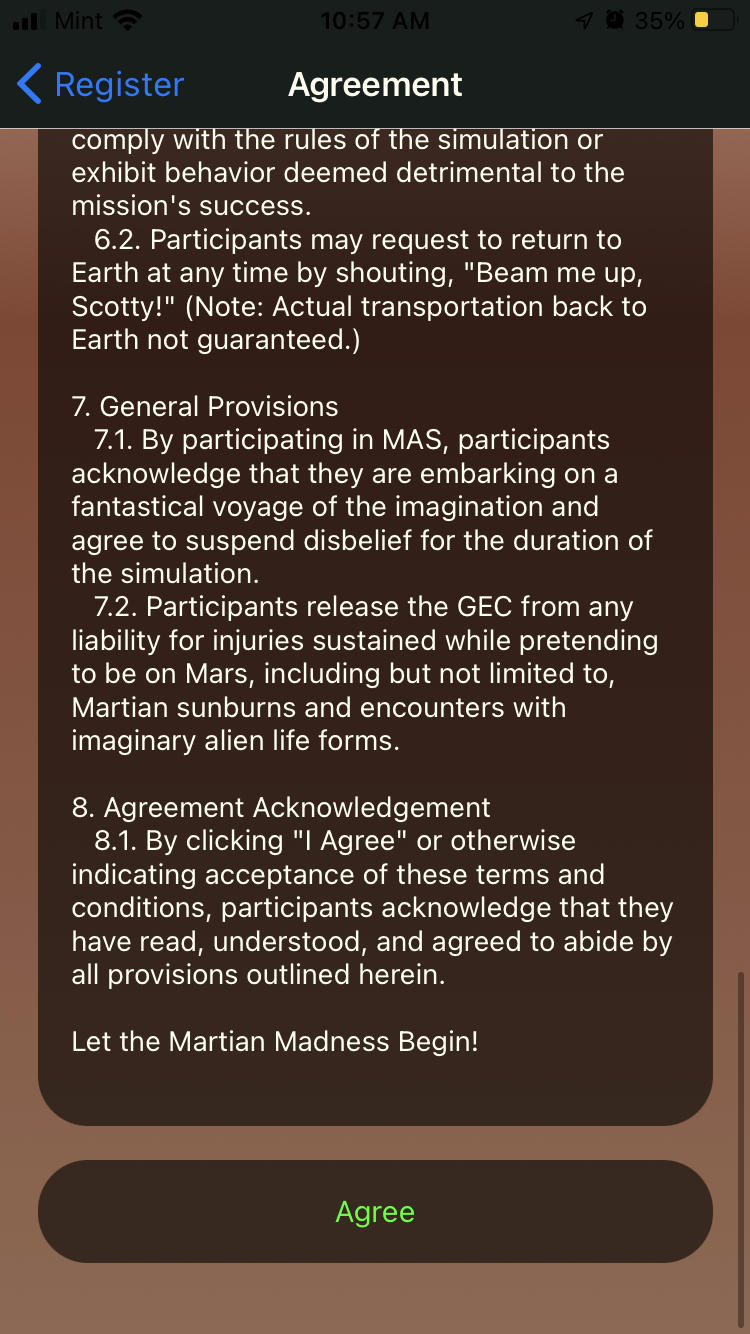 Mint 10:57 AM 35%
Register Agreement
comply with the rules of the simulation or
exhibit behavior deemed detrimental to the
mission's success.
6.2. Participants may request to return to
Earth at any time by shouting, "Beam me up,
Scotty!" (Note: Actual transportation back to
Earth not guaranteed.)
7. General Provisions
7.1. By participating in MAS, participants
acknowledge that they are embarking on a
fantastical voyage of the imagination and
agree to suspend disbelief for the duration of
the simulation.
7.2. Participants release the GEC from any
liability for injuries sustained while pretending
to be on Mars, including but not limited to,
Martian sunburns and encounters with
imaginary alien life forms.
8. Agreement Acknowledgement
8.1. By clicking "I Agree" or otherwise
indicating acceptance of these terms and
conditions, participants acknowledge that they
have read, understood, and agreed to abide by
all provisions outlined herein.
Let the Martian Madness Begin!
Agree